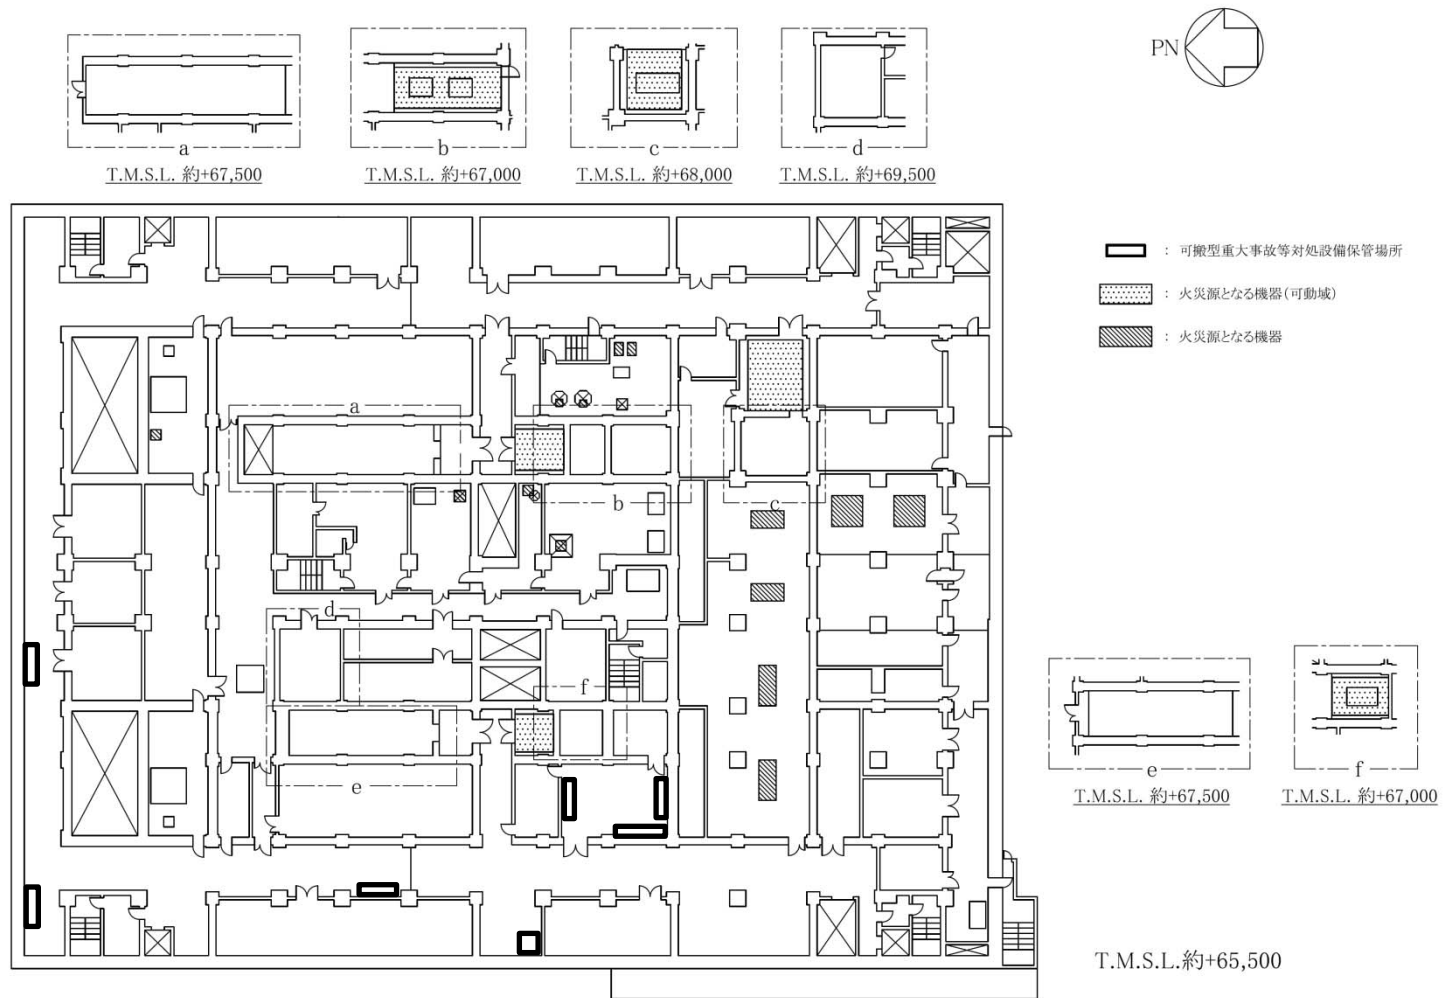 PN
a
T.M.S.L. 約+67,500
b
T.M.S.L. 約+67,000
c
T.M.S.L. 約+68,000
d
T.M.S.L. 約+69,500
： 可搬型重大事故等対処設備保管場所
： 火災源となる機器(可動域)
： 火災源となる機器
a
b
c
d
e
f
e
T.M.S.L. 約+67,500
f
T.M.S.L. 約+67,000
T.M.S.L.約+65,500